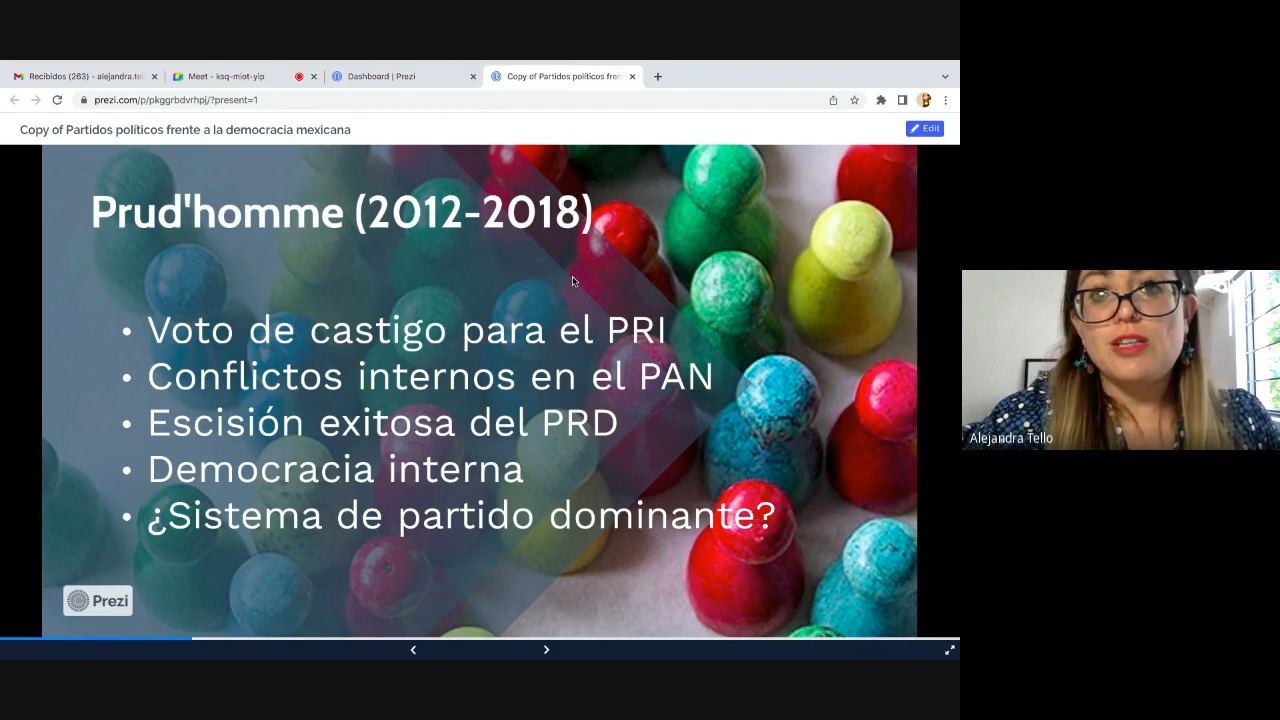 Recibidos (263) - alejandra.tel
Meet - ksq-miot-yip
Dashboard | Prezi
Copy of Partidos políticos fren
prezi.com/p/pkggrbdvrhpj/?present=1
Copy of Partidos políticos frente a la democracia mexicana
Edit
Prud'homme (2012-2018)
• Voto de castigo para el PRI
• Conflictos internos en el PAN
• Escisión exitosa del PRD
• Democracia interna
• ¿Sistema de partido dominante?
Prezi
Alejandra Tello